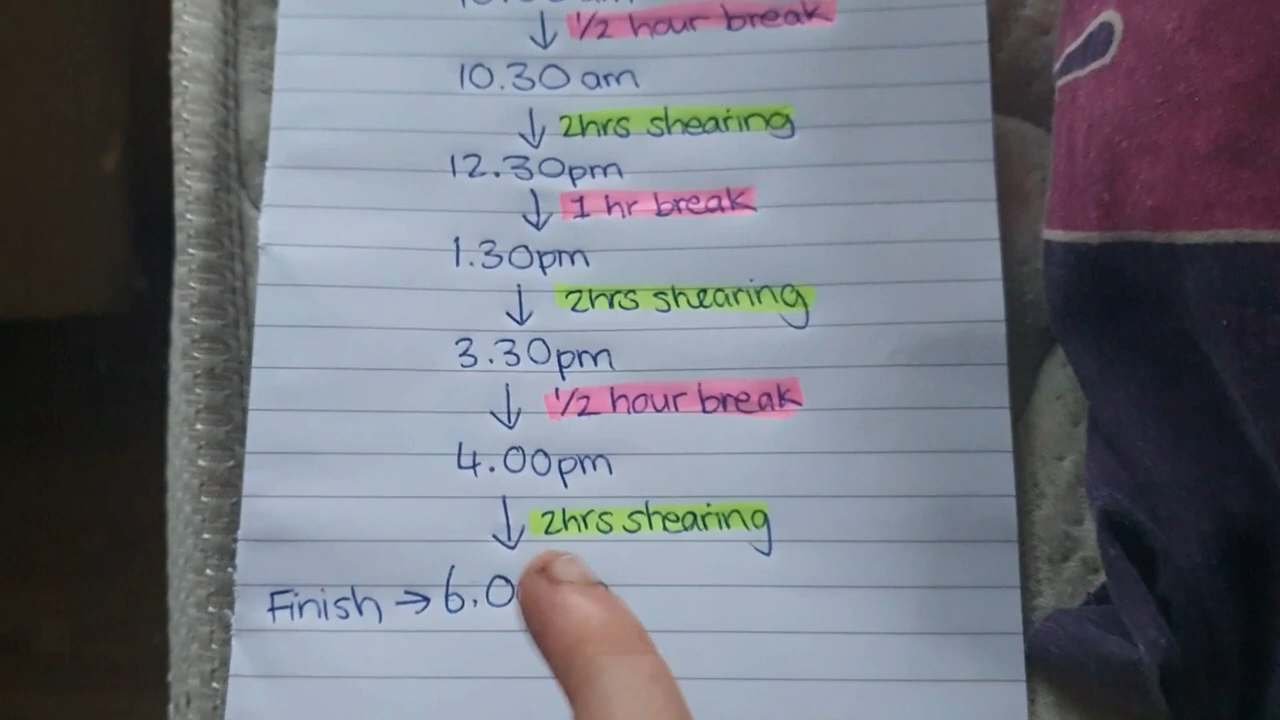 ↓ 1/2 hour break
10.30 am
↓ 2hrs shearing
12.30pm
↓ 1 hr break
1.30pm
↓ 2hrs shearing
3.30pm
↓ 1/2 hour break
4.00pm
↓ 2hrs shearing
Finish → 6.0